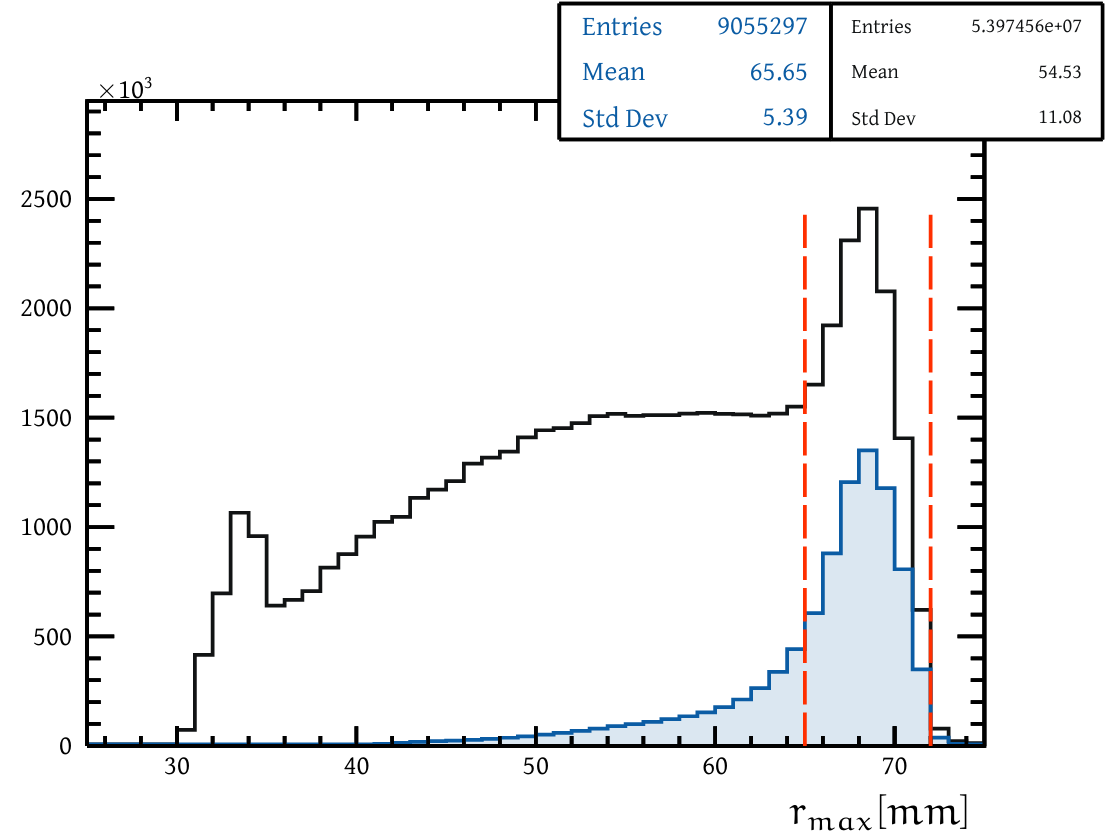 Entries 9055297 Entries 5.397456e+07
Mean 65.65 Mean 54.53
Std Dev 5.39 Std Dev 11.08
×10³
2500
2000
1500
1000
500
0
30 40 50 60 70
r_max[mm]